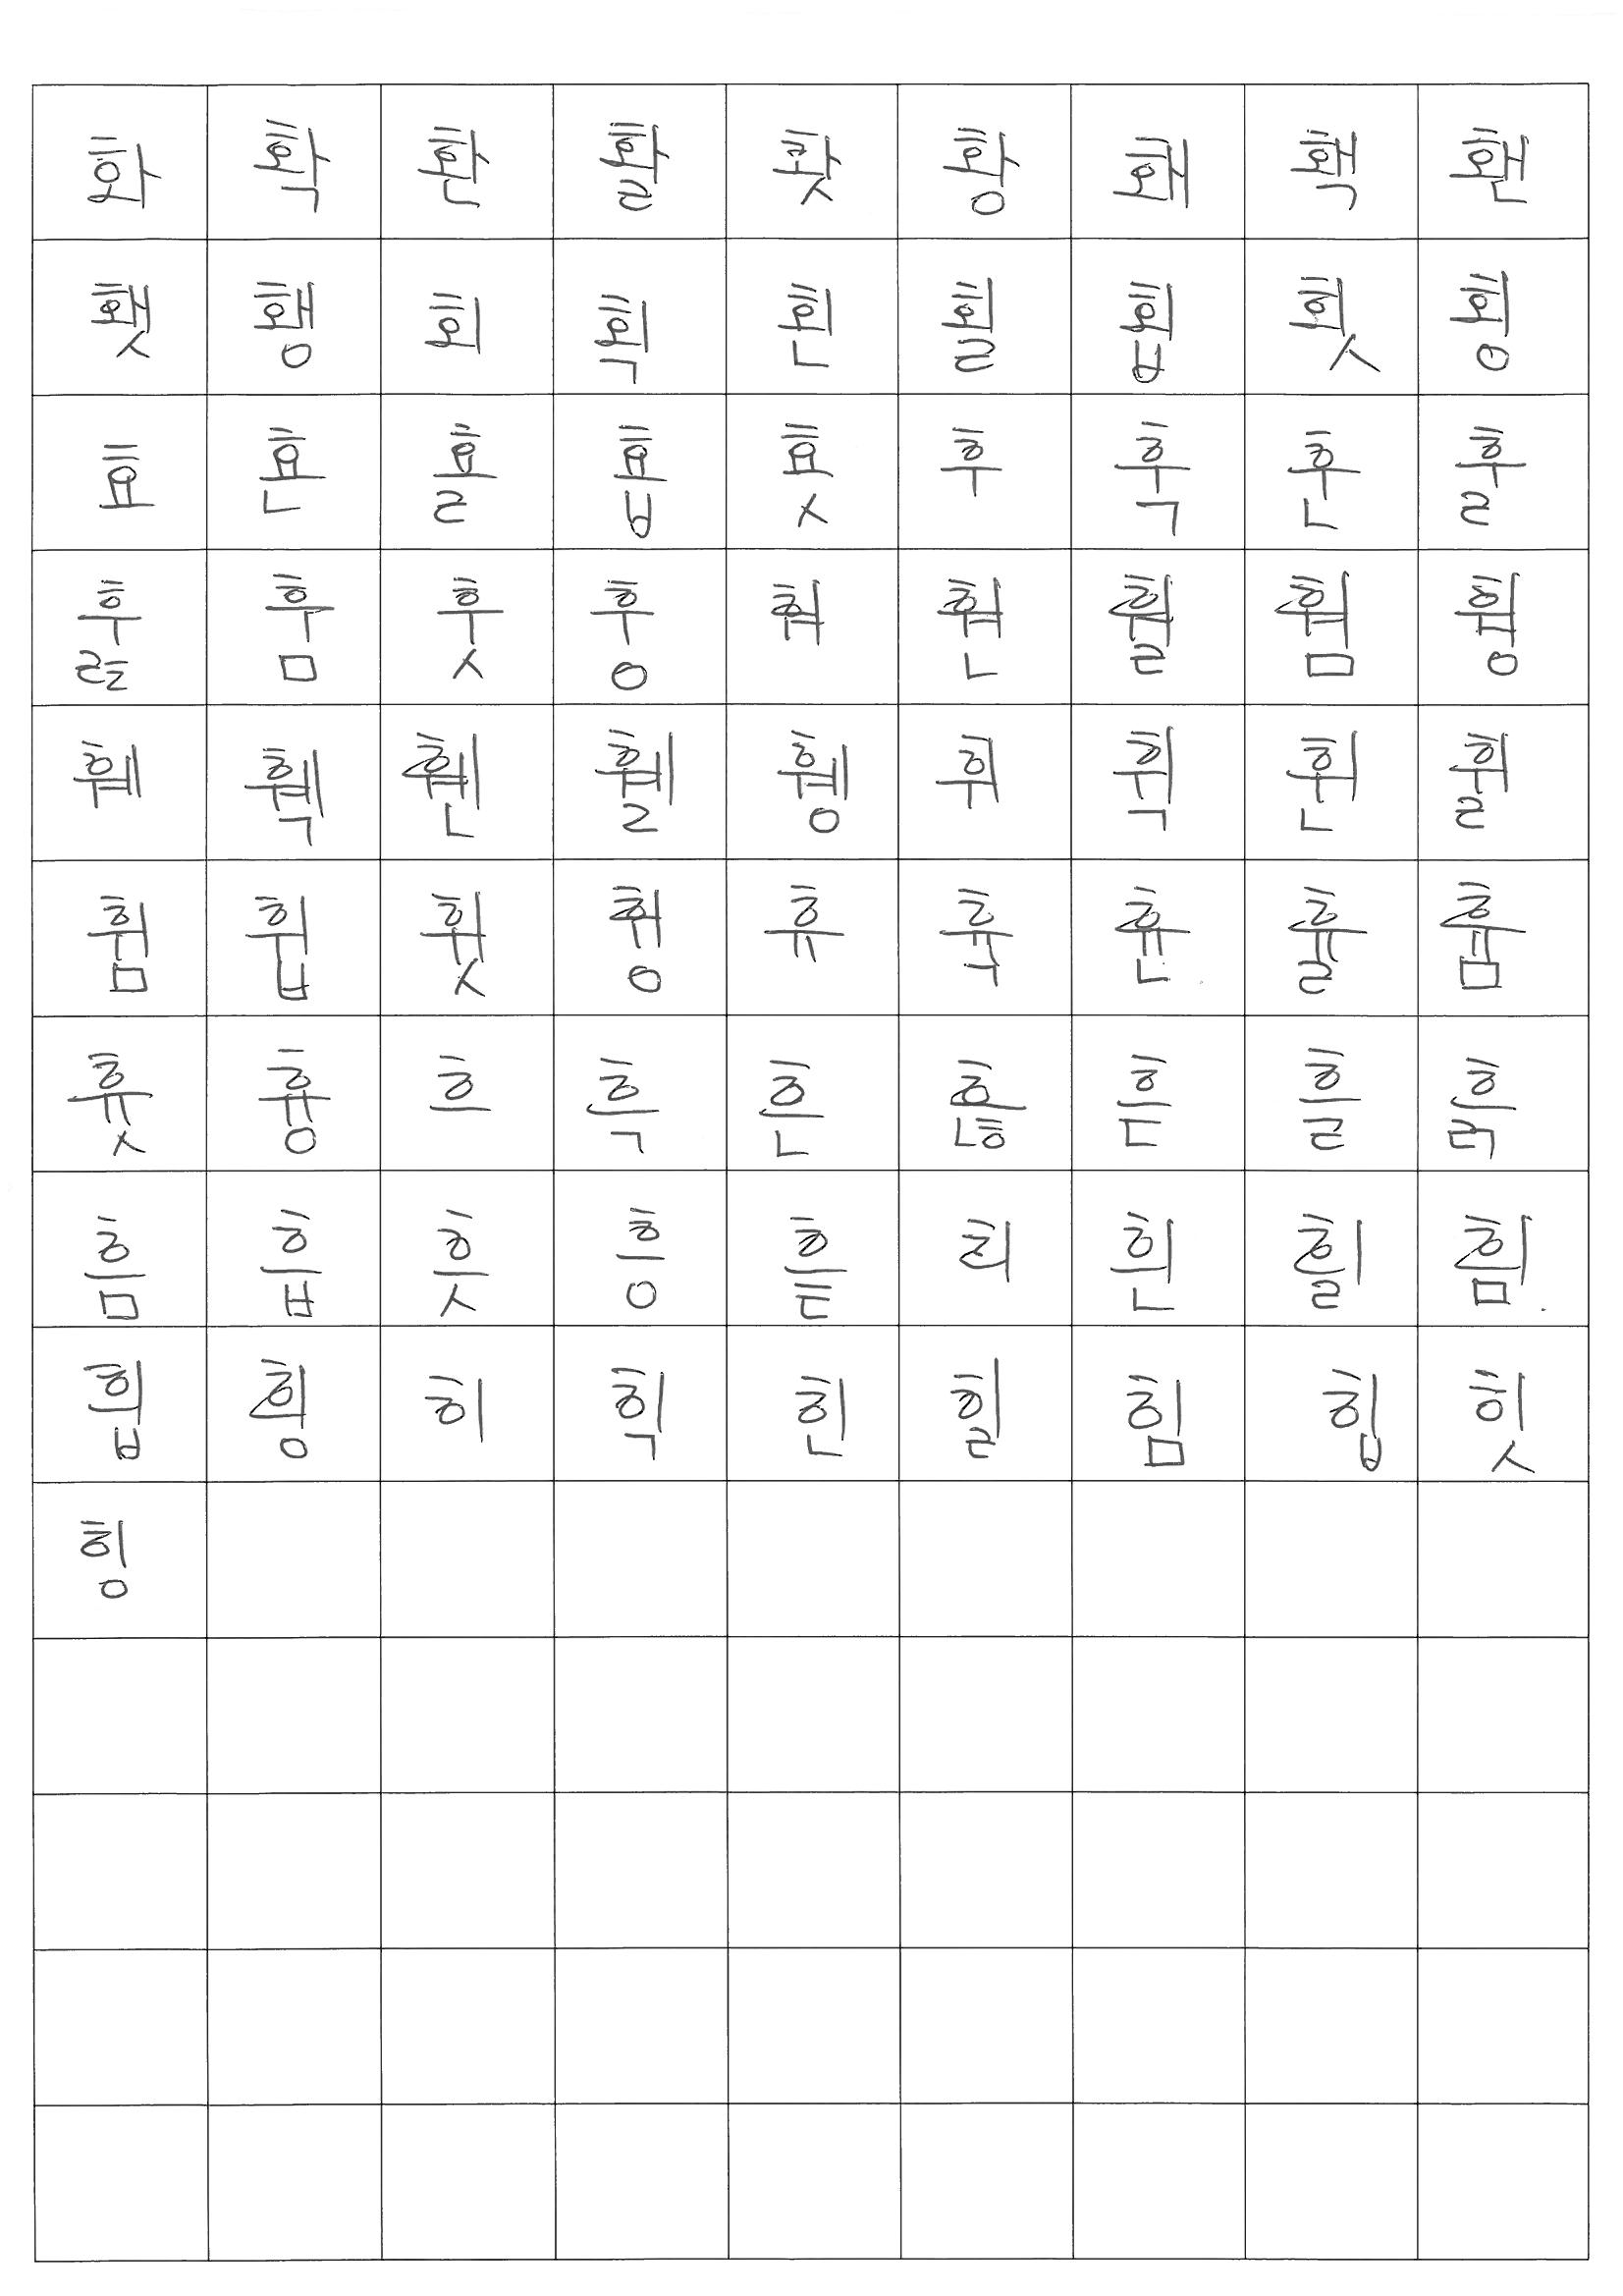 화 확 환 활 홧 황 홰 홱 홴
횃 횅 회 획 횐 횔 횝 횟 횡
효 횬 횰 횹 횻 후 훅 훈 훌
훑 훔 훗 훙 훠 훤 훨 훰 훵
훼 훽 휀 휄 휑 휘 휙 휜 휠
휨 휩 휫 휭 휴 휵 휸 휼 흄
흇 흉 흐 흑 흔 흖 흗 흘 흙
흠 흡 흣 흥 흩 희 흰 흴 흼
흽 힁 히 힉 힌 힐 힘 힙 힛
힝